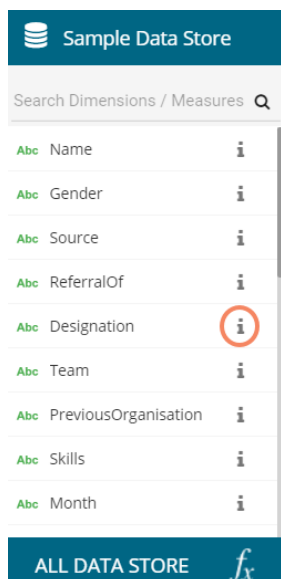 Sample Data Store
Search Dimensions / Measures
Abc Name i
Abc Gender i
Abc Source i
Abc ReferralOf i
Abc Designation i
Abc Team i
Abc PreviousOrganisation i
Abc Skills i
Abc Month i
ALL DATA STORE fx